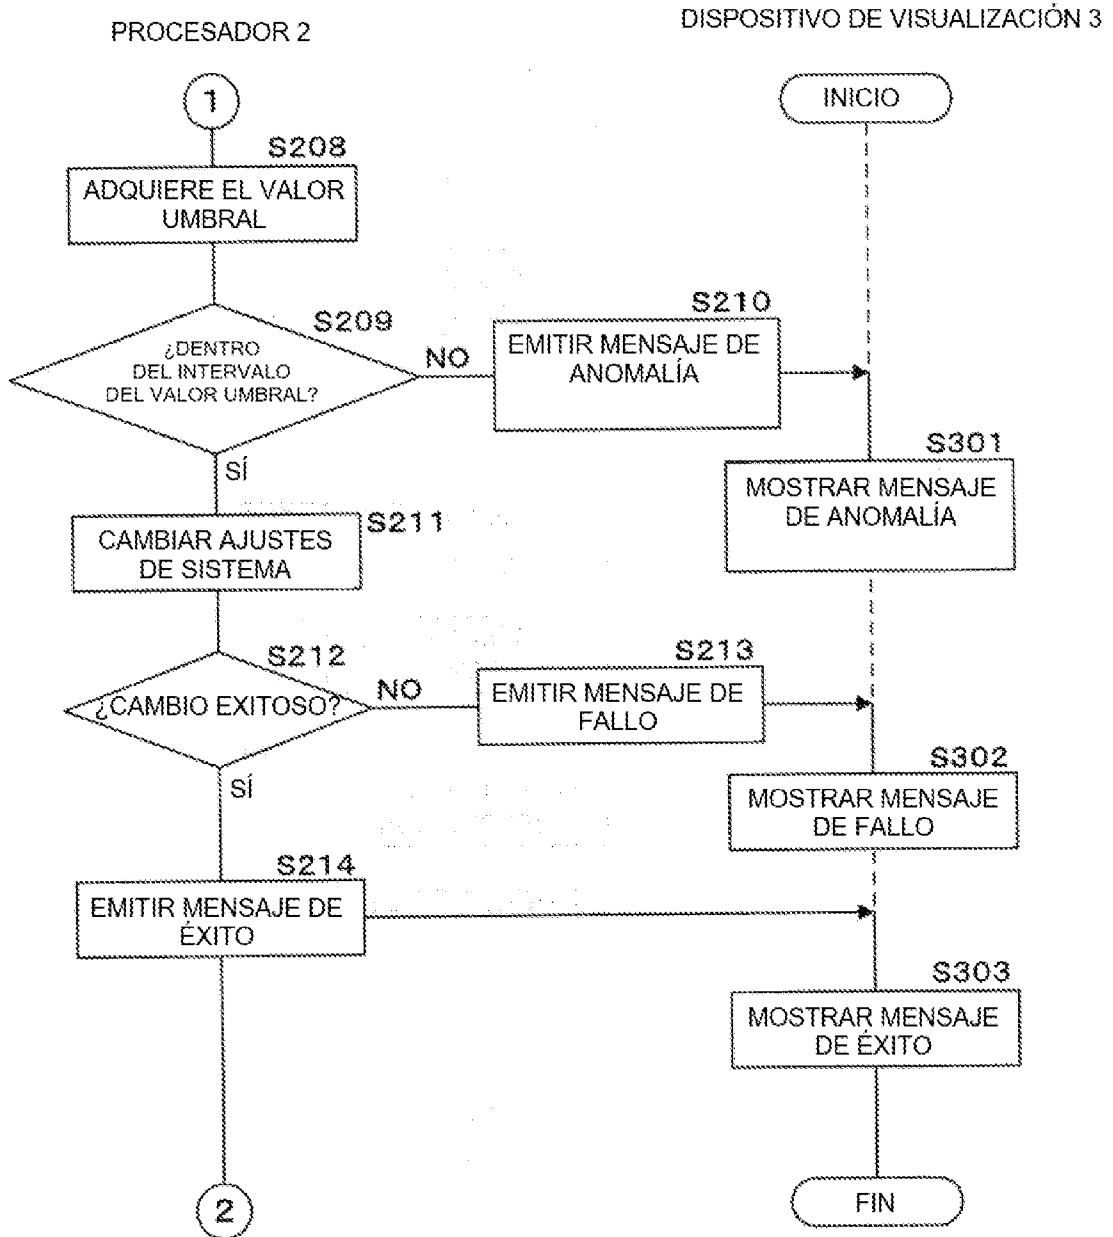 PROCESADOR 2
DISPOSITIVO DE VISUALIZACIÓN 3
1
INICIO
S208
ADQUIERE EL VALOR
UMBRAL
S209
¿DENTRO
DEL INTERVALO
DEL VALOR UMBRAL?
NO
S210
EMITIR MENSAJE DE
ANOMALÍA
SÍ
S301
MOSTRAR MENSAJE
DE ANOMALÍA
S211
CAMBIAR AJUSTES
DE SISTEMA
S212
¿CAMBIO EXITOSO?
NO
S213
EMITIR MENSAJE DE
FALLO
SÍ
S302
MOSTRAR MENSAJE
DE FALLO
S214
EMITIR MENSAJE DE
ÉXITO
S303
MOSTRAR MENSAJE
DE ÉXITO
2
FIN